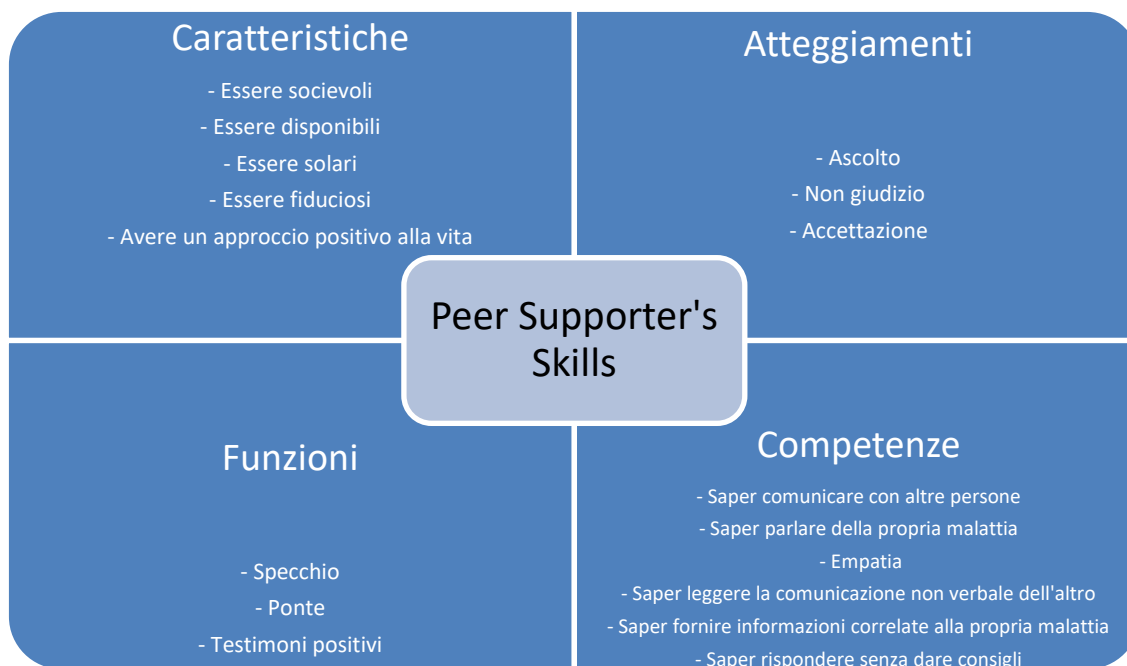 Caratteristiche
- Essere socievoli
- Essere disponibili
- Essere solari
- Essere fiduciosi
- Avere un approccio positivo alla vita
Atteggiamenti
- Ascolto
- Non giudizio
- Accettazione
Peer Supporter's
Skills
Funzioni
- Specchio
- Ponte
- Testimoni positivi
Competenze
- Saper comunicare con altre persone
- Saper parlare della propria malattia
- Empatia
- Saper leggere la comunicazione non verbale dell'altro
- Saper fornire informazioni correlate alla propria malattia
- Saper rispondere senza dare consigli